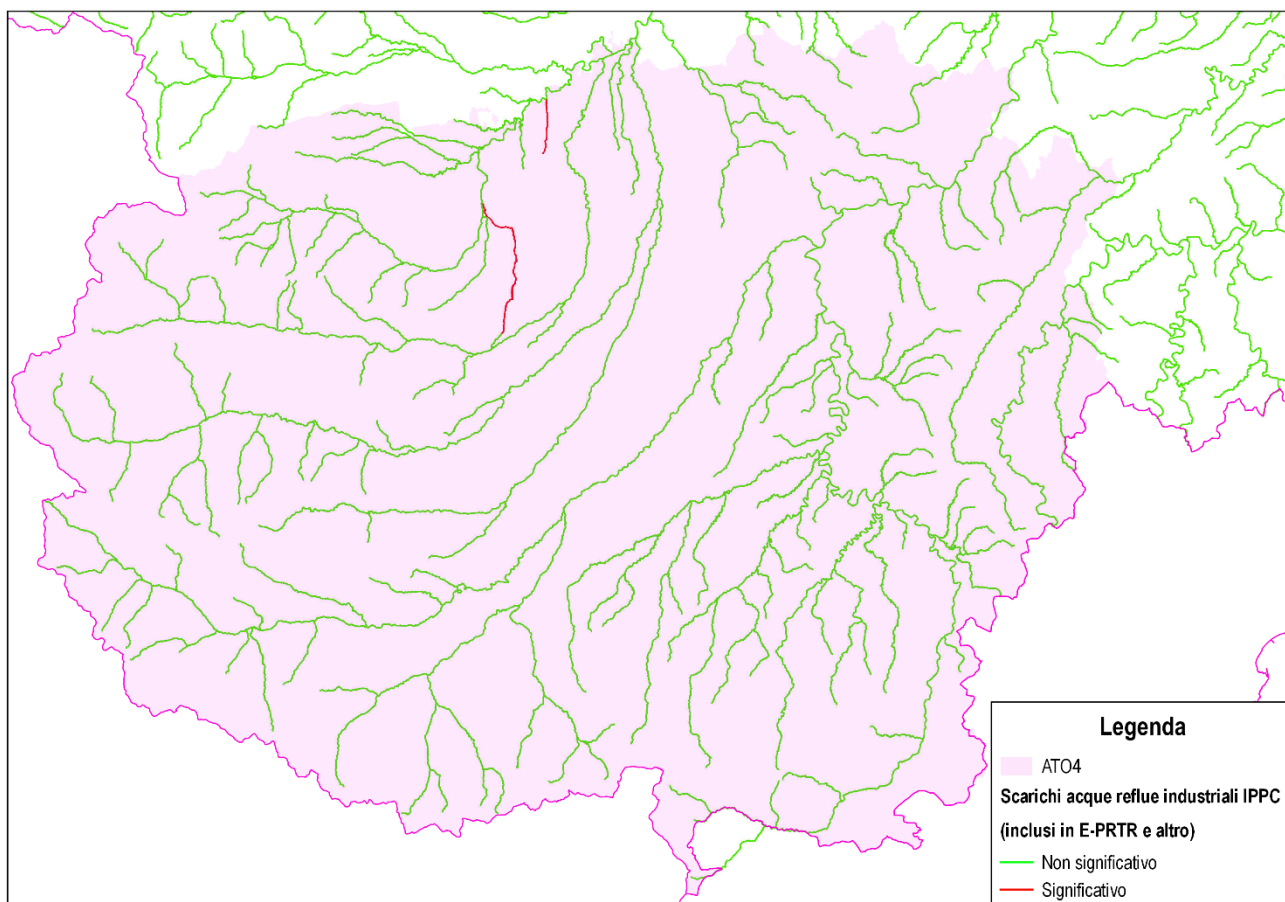 Legenda
ATO4
Scarichi acque reflue industriali IPPC
(inclusi in E-PRTR e altro)
Non significativo
Significativo